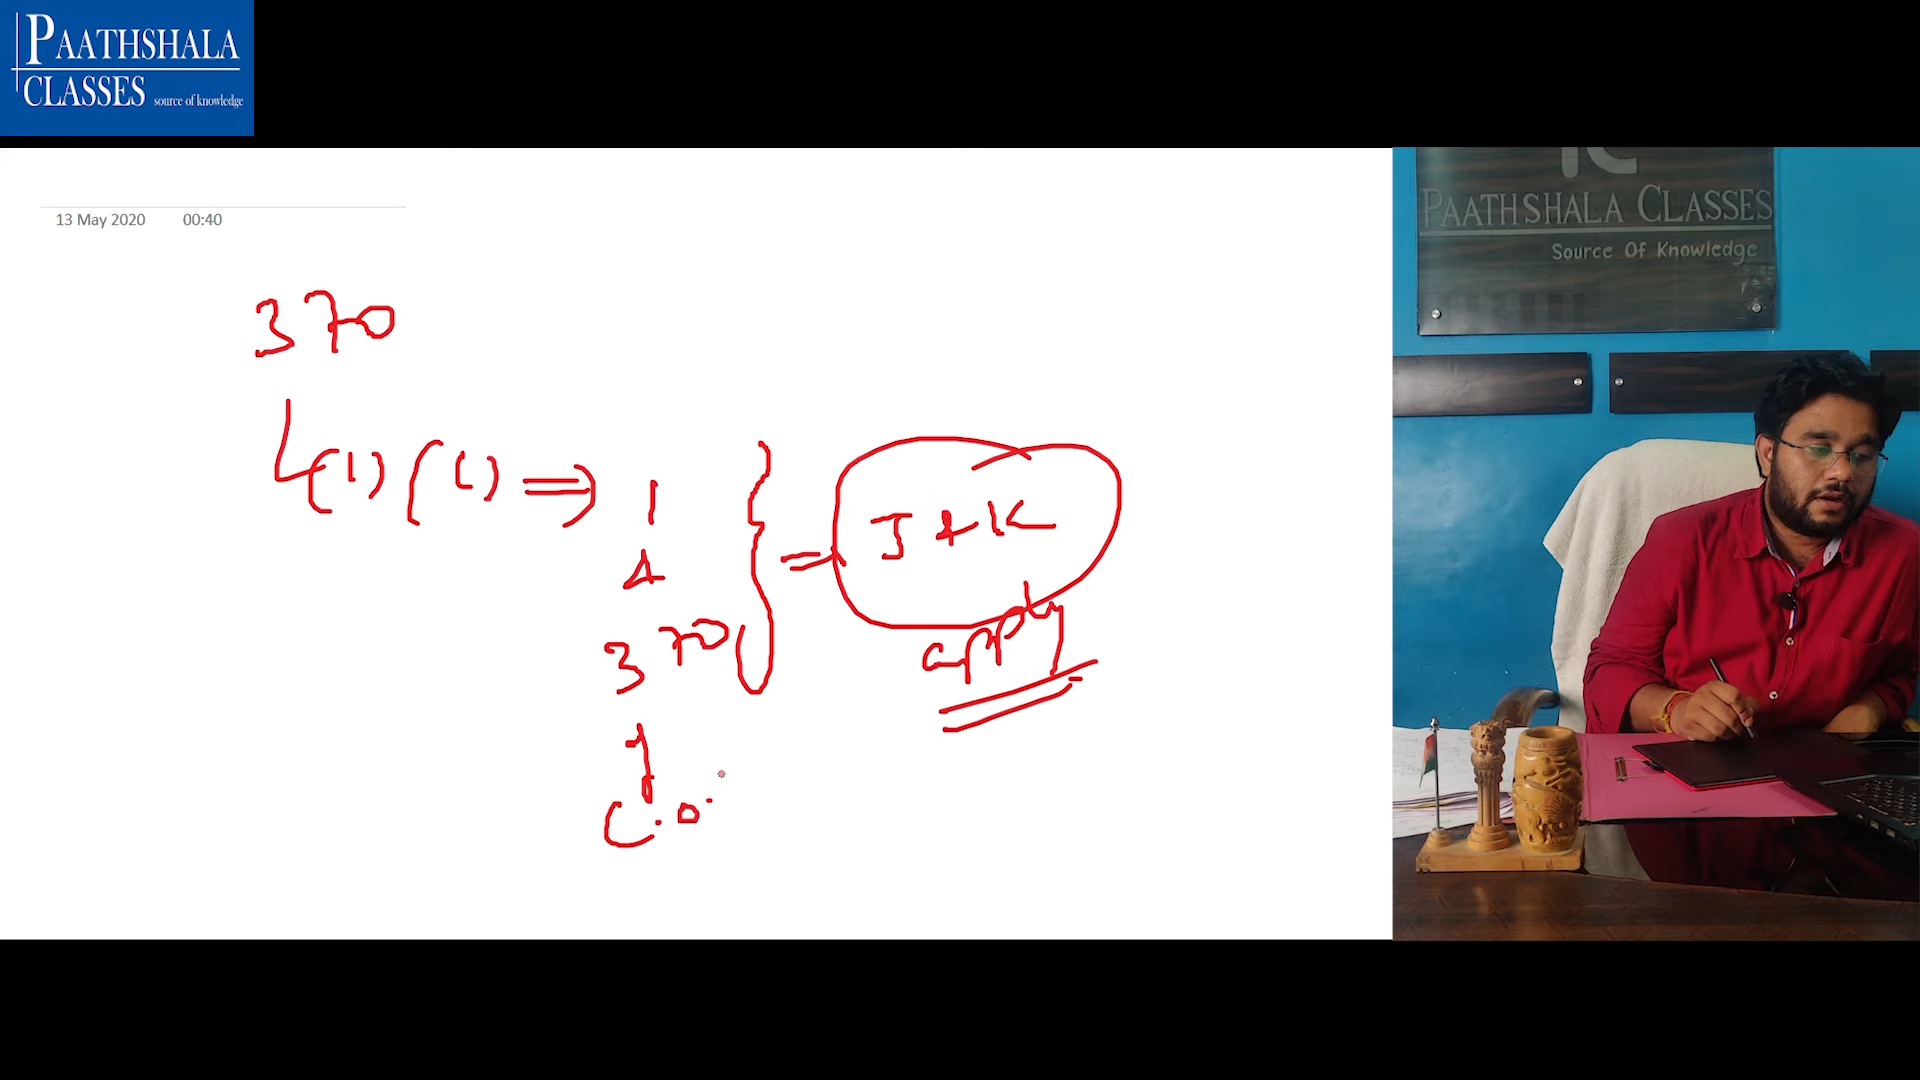 PAATHSHALA
CLASSES source of knowledge
PAATHSHALA CLASSES
Source Of Knowledge
13 May 2020 00:40
370
(1) (c) ⇒ 1
4
370
} = J & K
apply
C.O.